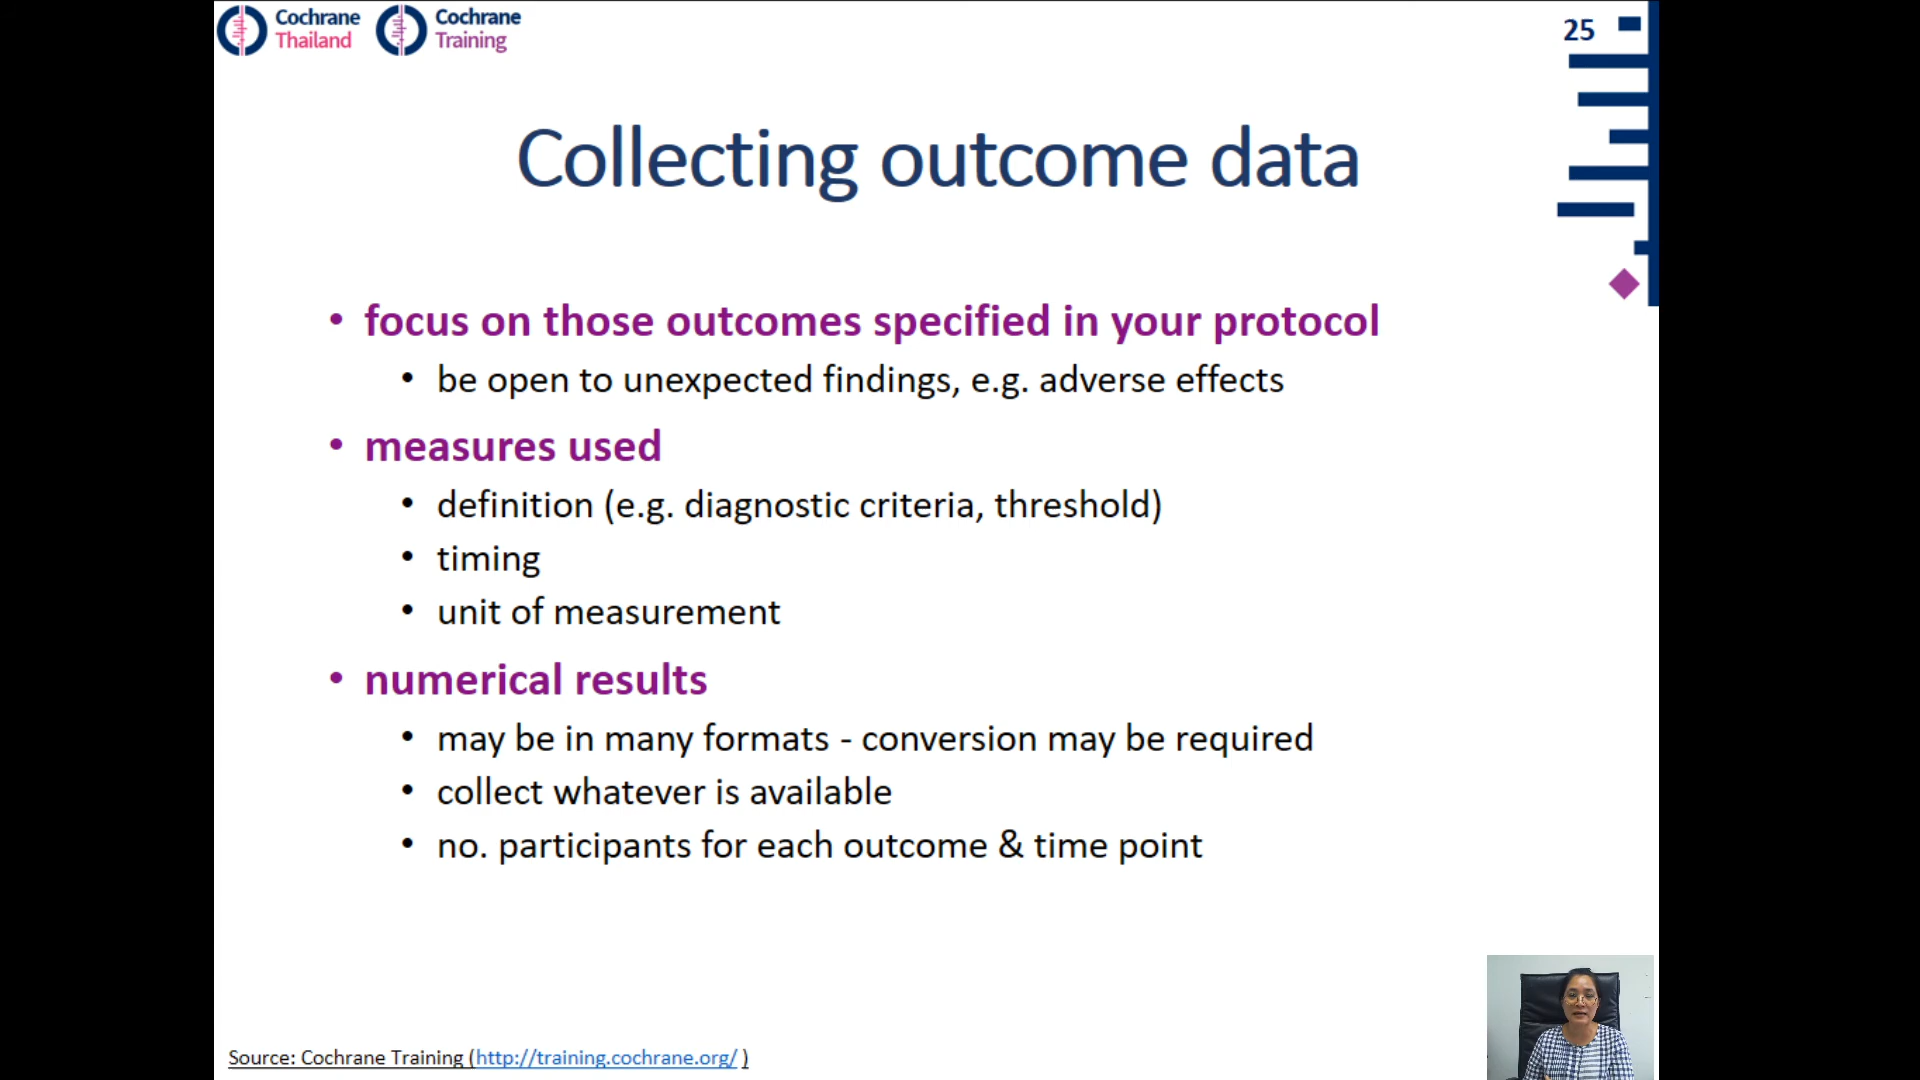 Cochrane
Thailand
Cochrane
Training
25
Collecting outcome data
• focus on those outcomes specified in your protocol
• be open to unexpected findings, e.g. adverse effects
• measures used
• definition (e.g. diagnostic criteria, threshold)
• timing
• unit of measurement
• numerical results
• may be in many formats - conversion may be required
• collect whatever is available
• no. participants for each outcome & time point
Source: Cochrane Training (http://training.cochrane.org/ )